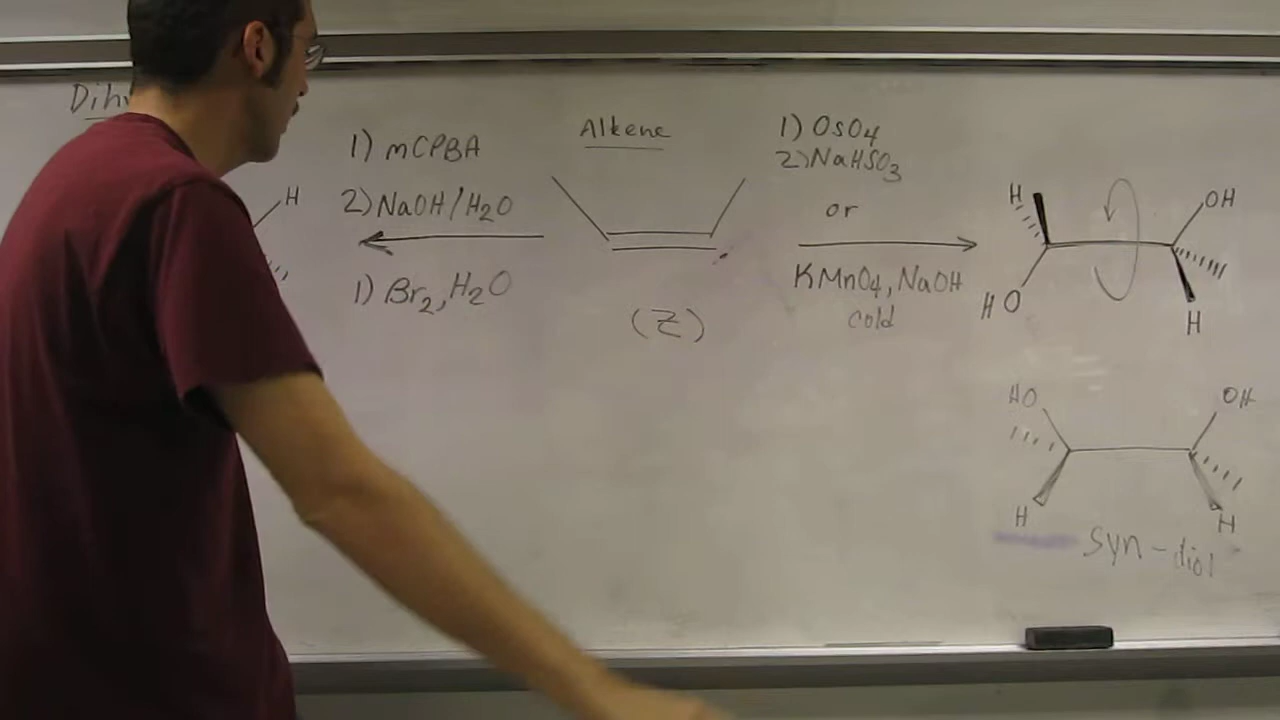 Dihy
H
1) mCPBA
2) NaOH/H2O
1) Br2, H2O
Alkene
(Z)
1) OsO4
2) NaHSO3
or
KMnO4, NaOH
cold
H
OH
HO
H
HO
OH
H
H
syn-diol